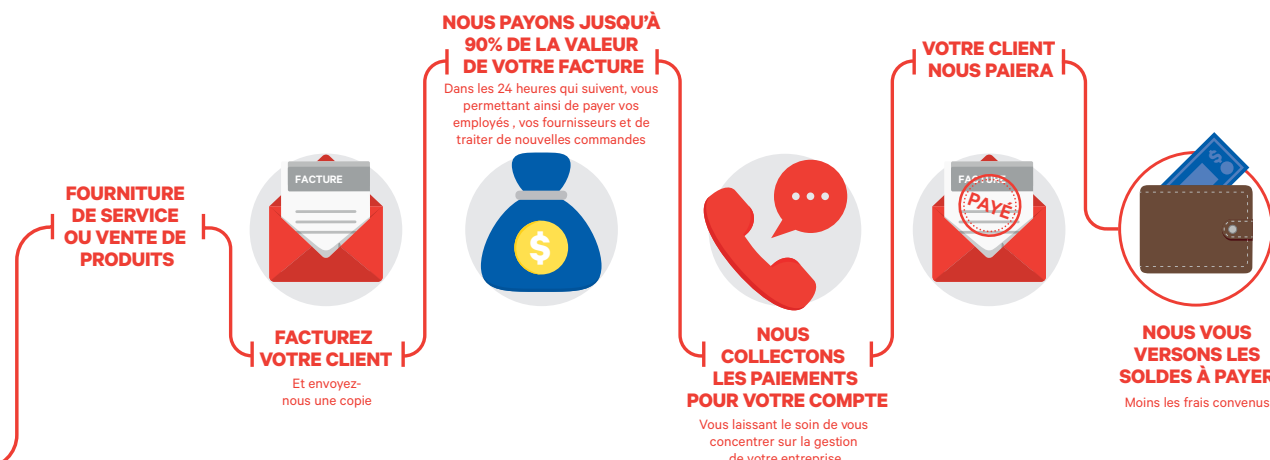 FOURNITURE
DE SERVICE
OU VENTE DE
PRODUITS
FACTURE
FACTUREZ
VOTRE CLIENT
Et envoyez-
nous une copie
NOUS PAYONS JUSQU'À
90% DE LA VALEUR
DE VOTRE FACTURE
Dans les 24 heures qui suivent, vous
permettant ainsi de payer vos
employés , vos fournisseurs et de
traiter de nouvelles commandes
$
NOUS
COLLECTONS
LES PAIEMENTS
POUR VOTRE COMPTE
Vous laissant le soin de vous
concentrer sur la gestion
de votre entreprise
VOTRE CLIENT
NOUS PAIERA
FACTURE
PAYÉ
$
NOUS VOUS
VERSONS LES
SOLDES À PAYER
Moins les frais convenus